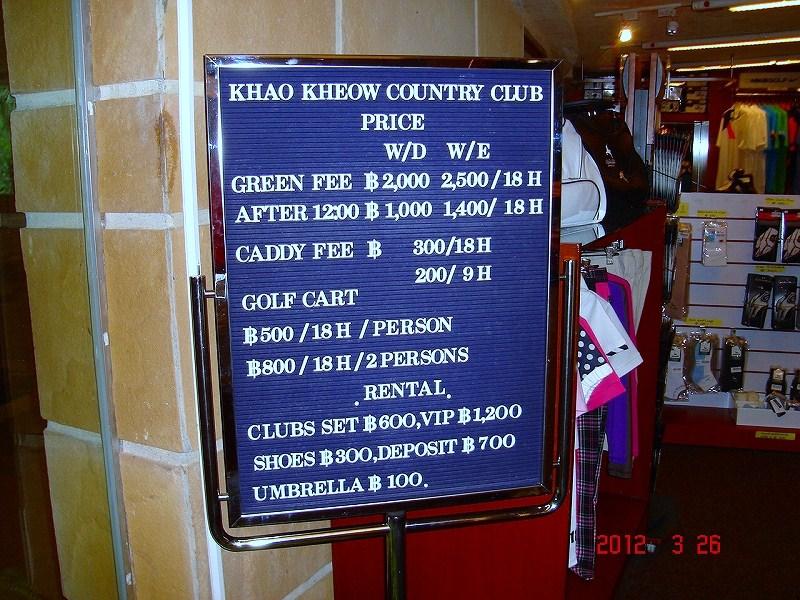 KHAO KHEOW COUNTRY CLUB
PRICE
W/D W/E
GREEN FEE ฿2,000 2,500/18 H
AFTER 12:00 ฿1,000 1,400/ 18 H
CADDY FEE ฿ 300/18 H
200/ 9 H
GOLF CART
฿500 / 18 H / PERSON
฿800 / 18 H/2 PERSONS
. RENTAL.
CLUBS SET ฿600,VIP ฿1,200
SHOES ฿300,DEPOSIT ฿700
UMBRELLA ฿ 100.
2012 3 26